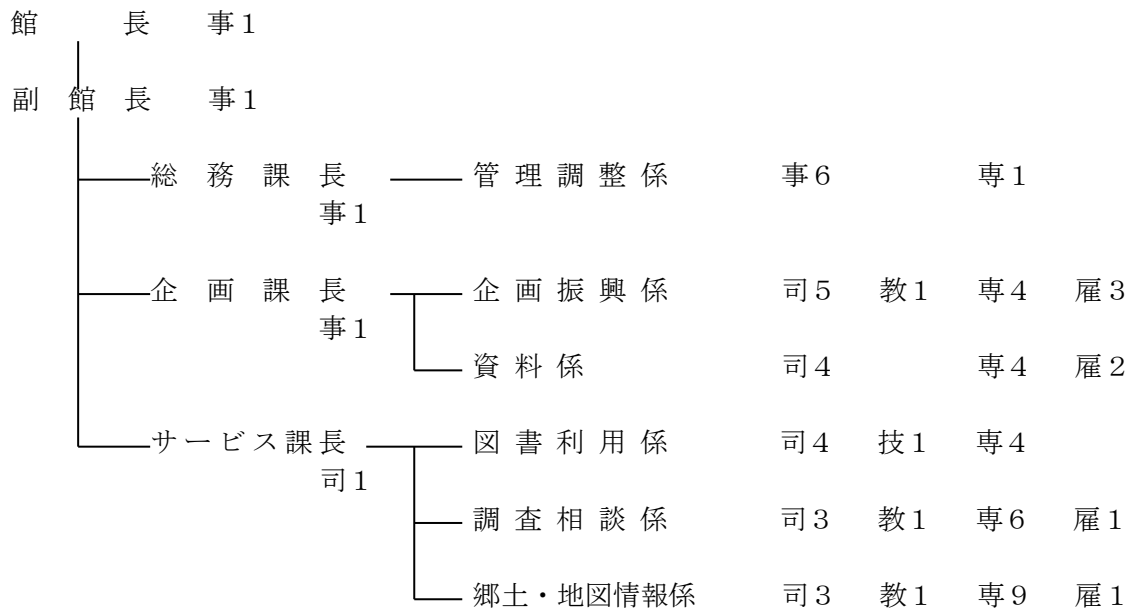 館　　長　事１
副　館　長　事１
総　務　課　長　管 理 調 整 係　事６　専１
事１
企　画　課　長　企 画 振 興 係　司５　教１　専４　雇３
事１
資 料 係　司４　専４　雇２
サ ー ビ ス 課 長　図 書 利 用 係　司４　技１　専４
司１
調 査 相 談 係　司３　教１　専６　雇１
郷土・地図情報係　司３　教１　専９　雇１